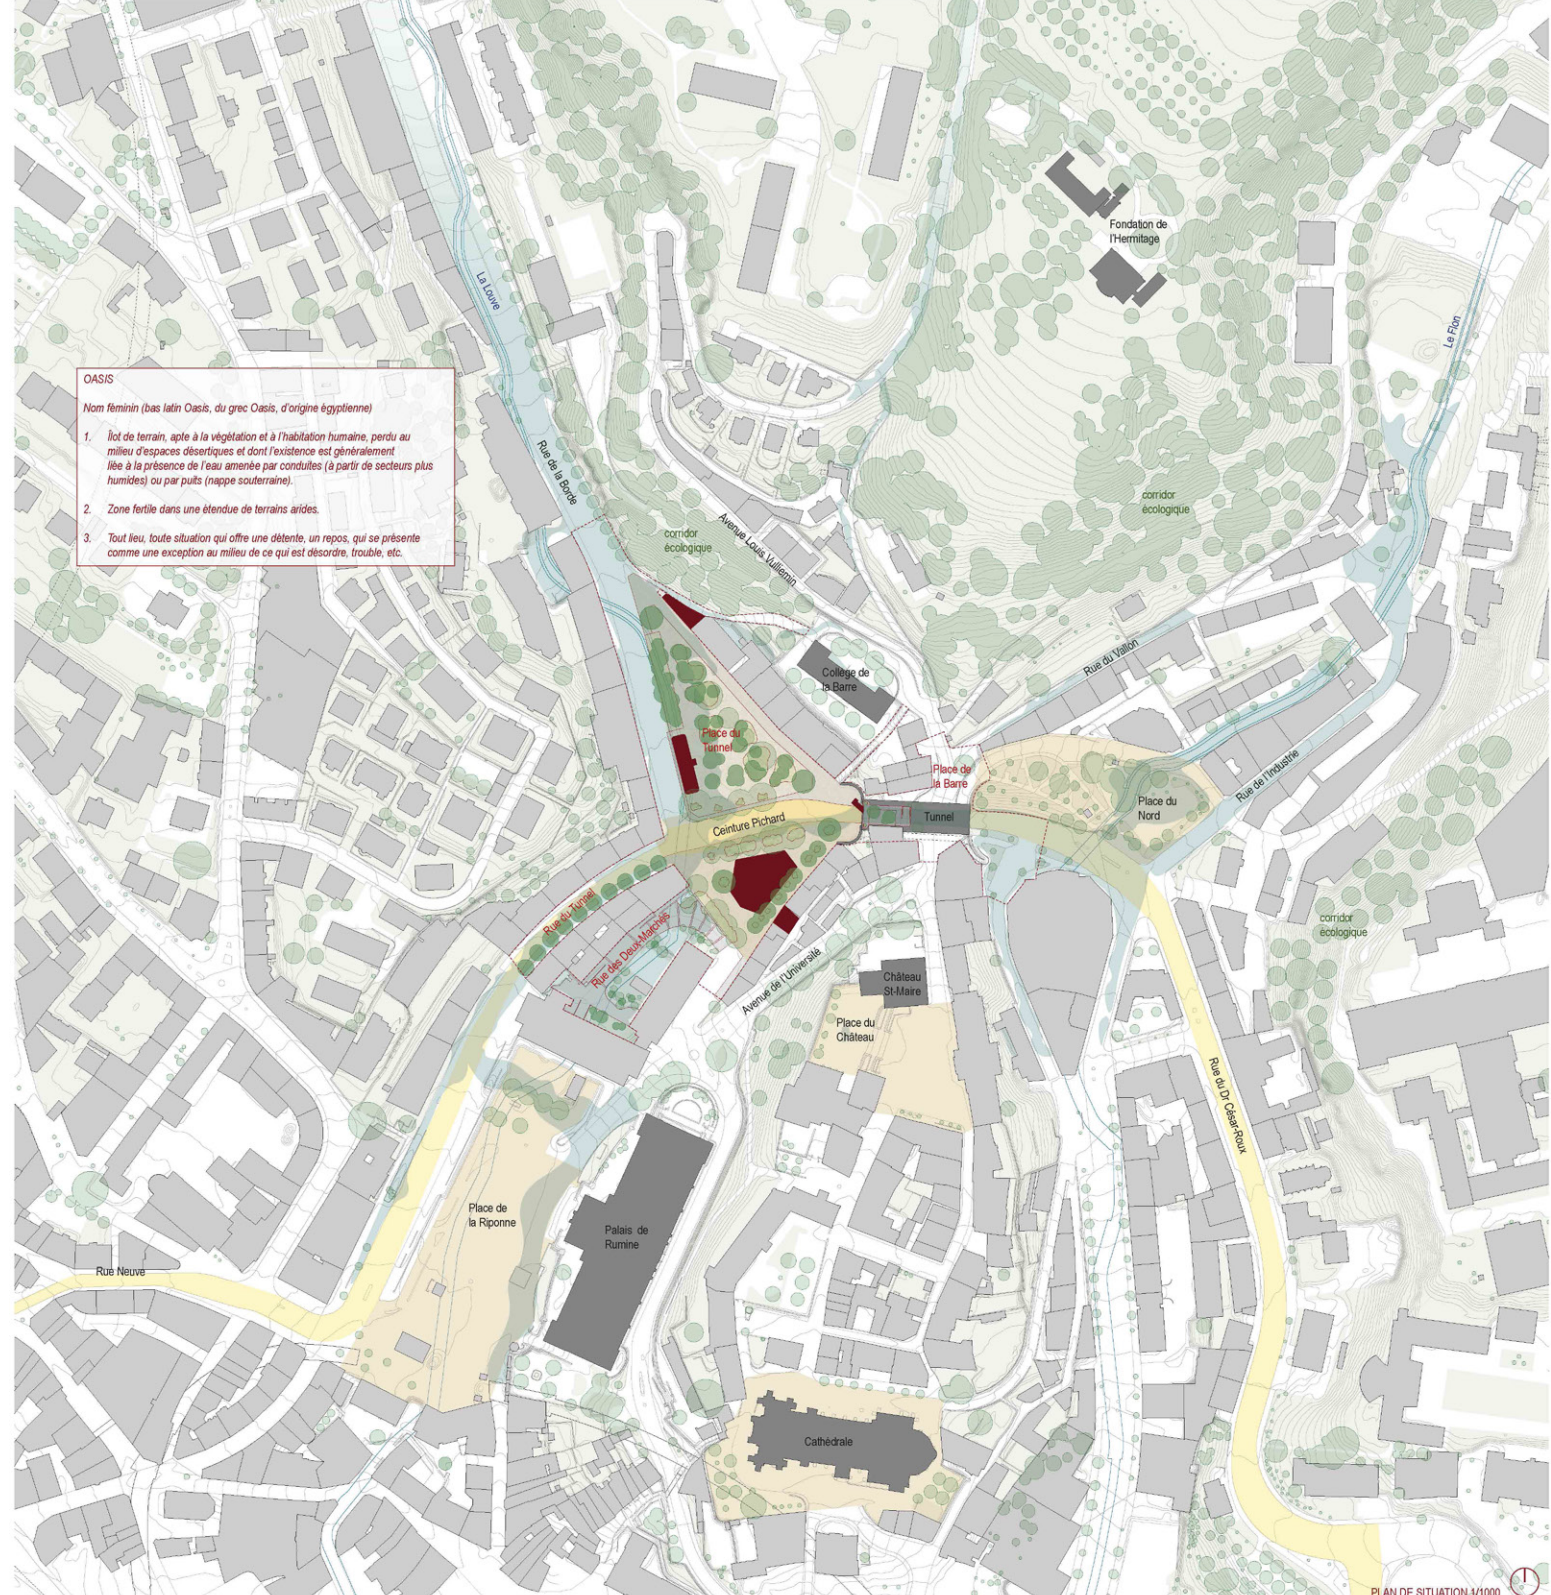 Fondation de
l'Hermitage
La Louve
Le Flon
OASIS
Nom féminin (bas latin Oasis, du grec Oasis, d'origine égyptienne)
1. Îlot de terrain, apte à la végétation et à l'habitation humaine, perdu au
milieu d'espaces désertiques et dont l'existence est généralement
liée à la présence de l'eau amenée par conduites (à partir de secteurs plus
humides) ou par puits (nappe souterraine).
2. Zone fertile dans une étendue de terrains arides.
3. Tout lieu, toute situation qui offre une détente, un repos, qui se présente
comme une exception au milieu de ce qui est désordre, trouble, etc.
Rue de la Borde
corridor
écologique
corridor
écologique
Avenue Louis Vulliemin
Collège de
la Barre
Rue du Vallon
Place du
Tunnel
Place de
la Barre
Rue de l'Industrie
Place du
Nord
Ceinture Pichard
Tunnel
Rue du Tunnel
Rue des Deux-Marchés
corridor
écologique
Avenue de l'Université
Château
St-Maire
Place du
Château
Rue du Dr César-Roux
Place de
la Riponne
Palais de
Rumine
Rue Neuve
Cathédrale
PLAN DE SITUATION 1/1000